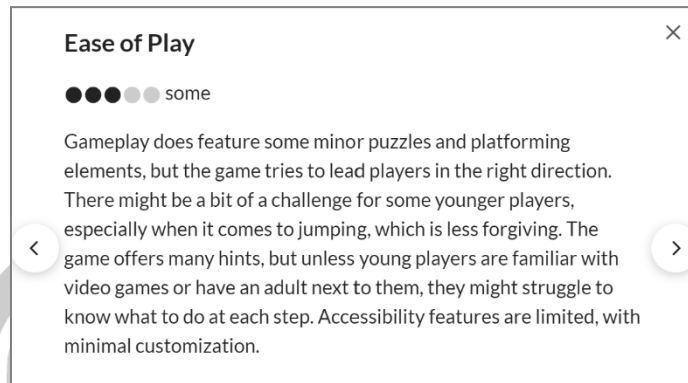 Ease of Play
some
Gameplay does feature some minor puzzles and platforming
elements, but the game tries to lead players in the right direction.
There might be a bit of a challenge for some younger players,
especially when it comes to jumping, which is less forgiving. The
game offers many hints, but unless young players are familiar with
video games or have an adult next to them, they might struggle to
know what to do at each step. Accessibility features are limited, with
minimal customization.